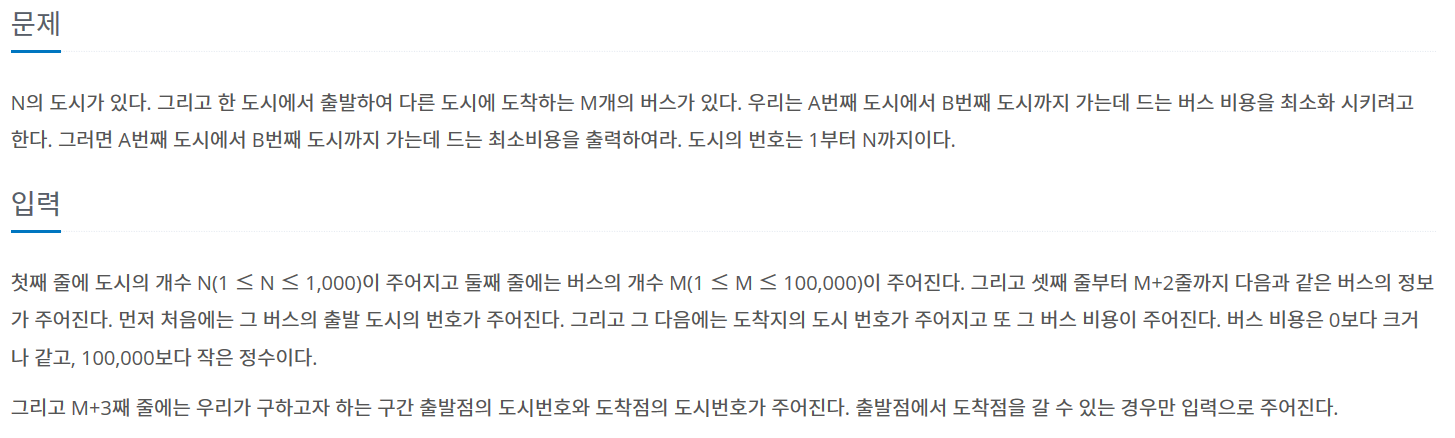 문제
N의 도시가 있다. 그리고 한 도시에서 출발하여 다른 도시에 도착하는 M개의 버스가 있다. 우리는 A번째 도시에서 B번째 도시까지 가는데 드는 버스 비용을 최소화 시키려고
한다. 그러면 A번째 도시에서 B번째 도시까지 가는데 드는 최소비용을 출력하여라. 도시의 번호는 1부터 N까지이다.
입력
첫째 줄에 도시의 개수 N(1 ≤ N ≤ 1,000)이 주어지고 둘째 줄에는 버스의 개수 M(1 ≤ M ≤ 100,000)이 주어진다. 그리고 셋째 줄부터 M+2줄까지 다음과 같은 버스의 정보
가 주어진다. 먼저 처음에는 그 버스의 출발 도시의 번호가 주어진다. 그리고 그 다음에는 도착지의 도시 번호가 주어지고 또 그 버스 비용이 주어진다. 버스 비용은 0보다 크거
나 같고, 100,000보다 작은 정수이다.
그리고 M+3째 줄에는 우리가 구하고자 하는 구간 출발점의 도시번호와 도착점의 도시번호가 주어진다. 출발점에서 도착점을 갈 수 있는 경우만 입력으로 주어진다.